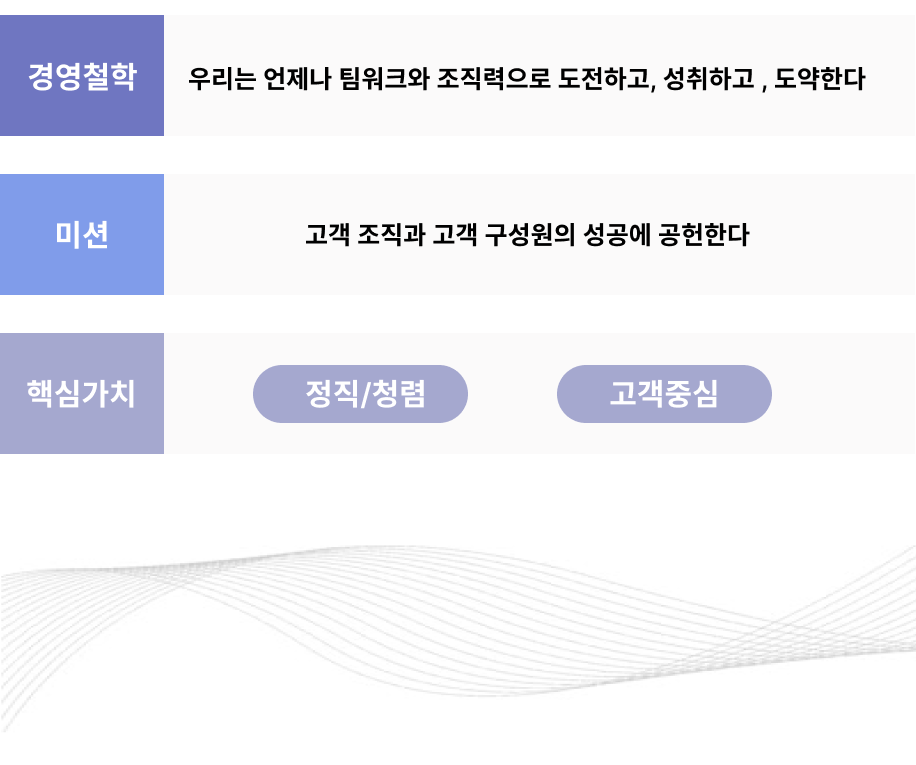 경영철학
우리는 언제나 팀워크와 조직력으로 도전하고, 성취하고 , 도약한다
미션
고객 조직과 고객 구성원의 성공에 공헌한다
핵심가치
정직/청렴
고객중심